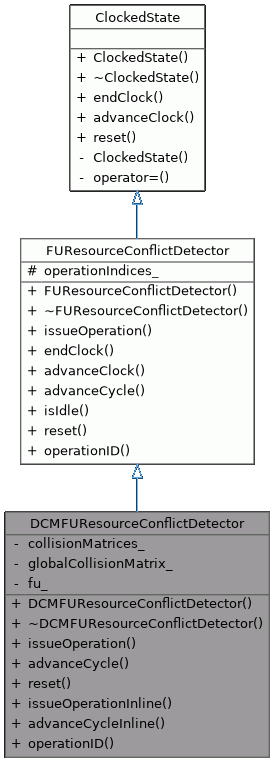 ClockedState
+ ClockedState()
+ ~ClockedState()
+ endClock()
+ advanceClock()
+ reset()
- ClockedState()
- operator=()
FUResourceConflictDetector
# operationIndices_
+ FUResourceConflictDetector()
+ ~FUResourceConflictDetector()
+ issueOperation()
+ endClock()
+ advanceClock()
+ advanceCycle()
+ isIdle()
+ reset()
+ operationID()
DCMFUResourceConflictDetector
- collisionMatrices_
- globalCollisionMatrix_
- fu_
+ DCMFUResourceConflictDetector()
+ ~DCMFUResourceConflictDetector()
+ issueOperation()
+ advanceCycle()
+ reset()
+ issueOperationInline()
+ advanceCycleInline()
+ operationID()